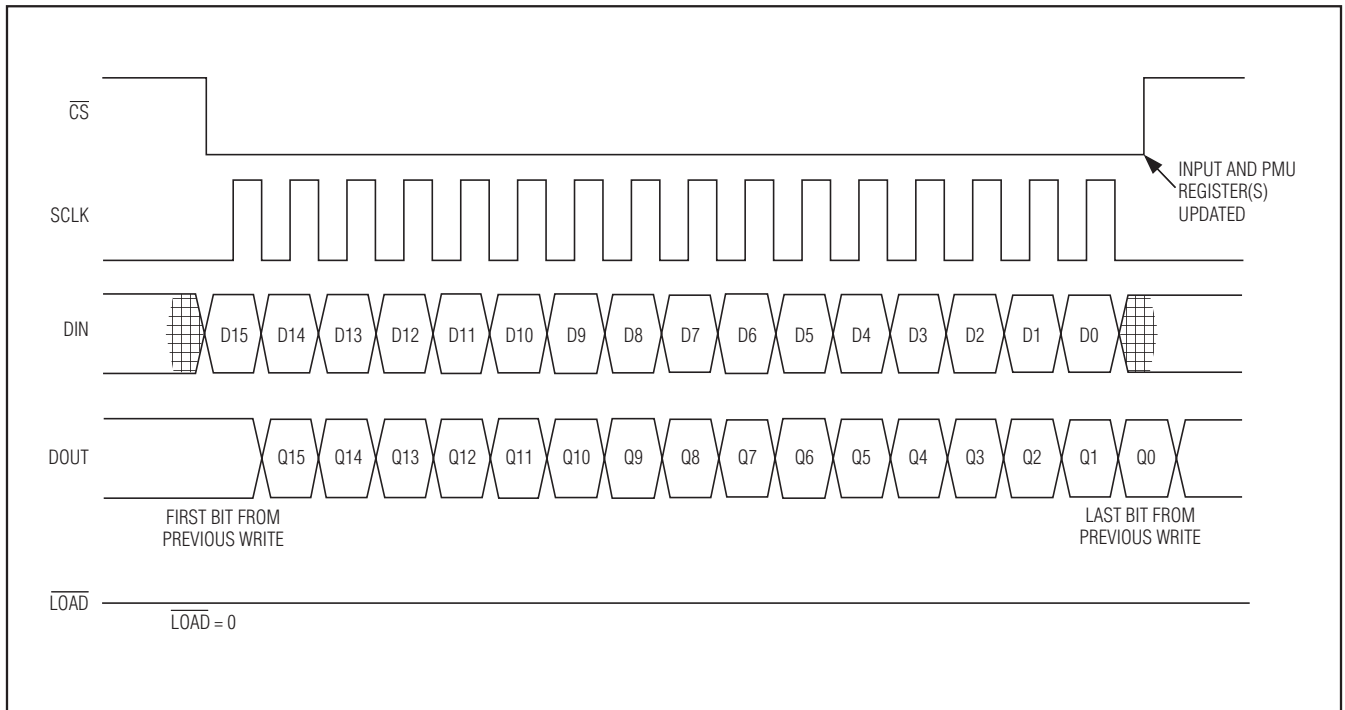 CS
INPUT AND PMU
REGISTER(S)
UPDATED
SCLK
DIN D15 D14 D13 D12 D11 D10 D9 D8 D7 D6 D5 D4 D3 D2 D1 D0
DOUT Q15 Q14 Q13 Q12 Q11 Q10 Q9 Q8 Q7 Q6 Q5 Q4 Q3 Q2 Q1 Q0
FIRST BIT FROM
PREVIOUS WRITE
LAST BIT FROM
PREVIOUS WRITE
LOAD
LOAD = 0